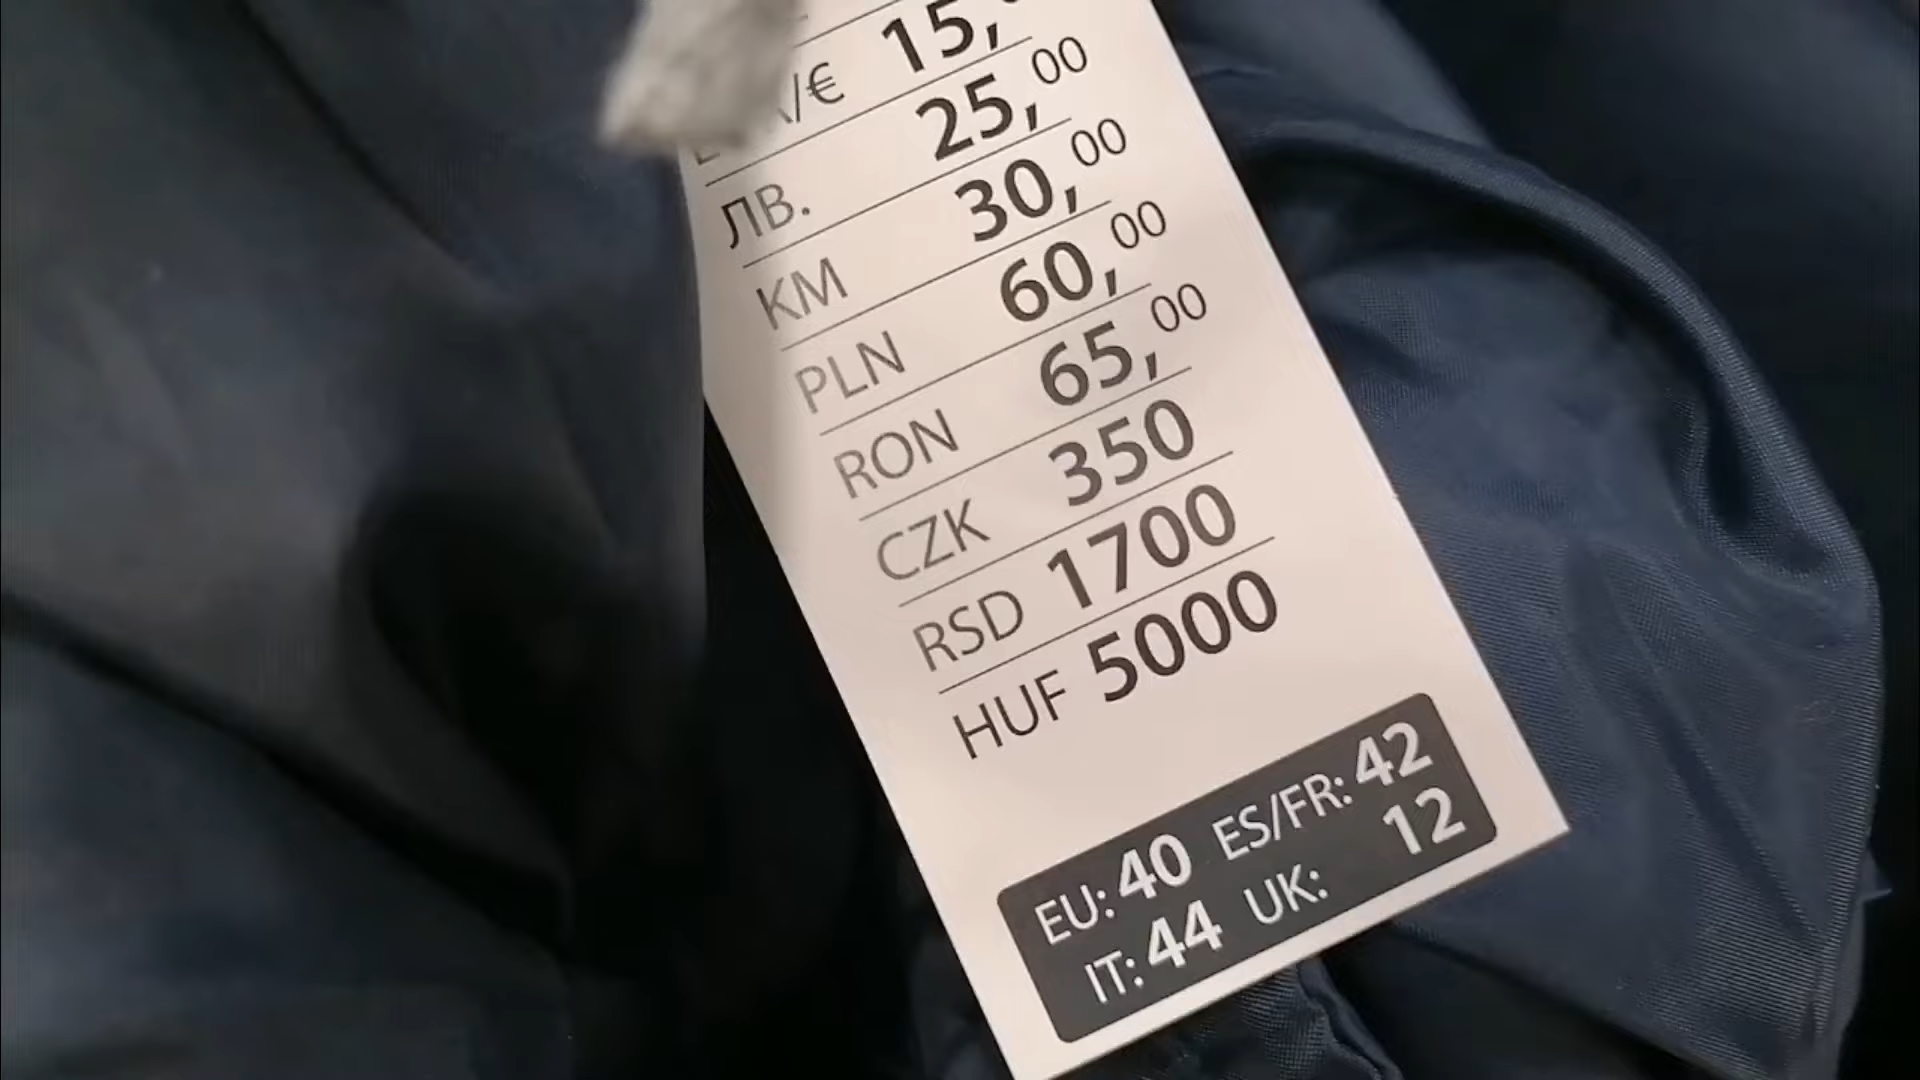 /€ 15,
ЛВ. 25,00
KM 30,00
PLN 60,00
RON 65,00
CZK 350
RSD 1700
HUF 5000
EU: 40 ES/FR: 42
IT: 44 UK: 12